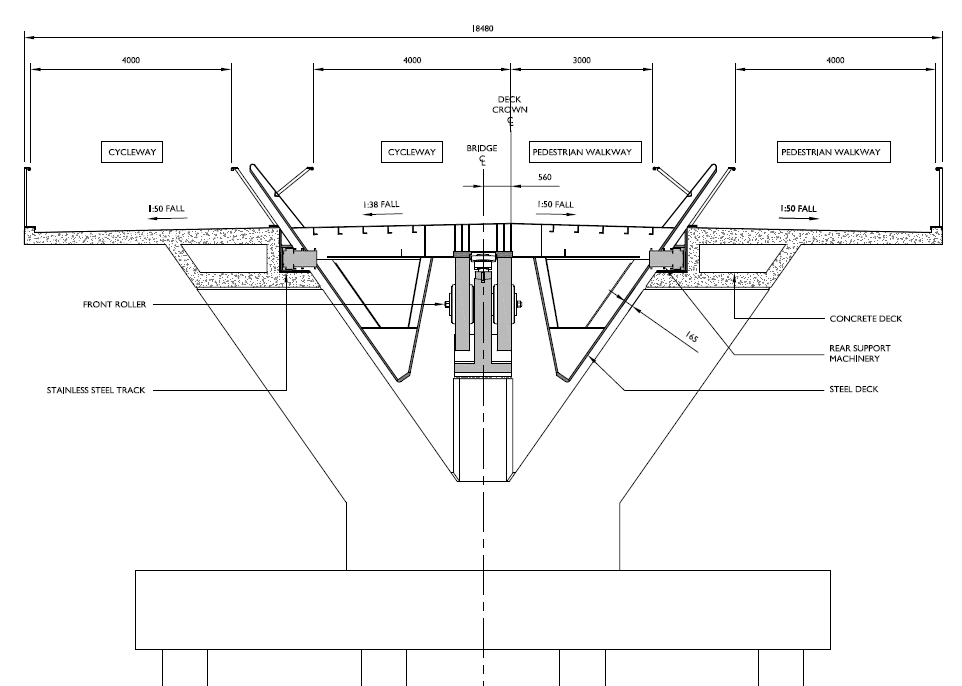 18480
4000
4000
3000
4000
DECK
CROWN
℄
CYCLEWAY
CYCLEWAY
BRIDGE
℄
PEDESTRIAN WALKWAY
PEDESTRIAN WALKWAY
560
1:50 FALL
1:38 FALL
1:50 FALL
1:50 FALL
FRONT ROLLER
CONCRETE DECK
165
REAR SUPPORT
MACHINERY
STAINLESS STEEL TRACK
STEEL DECK